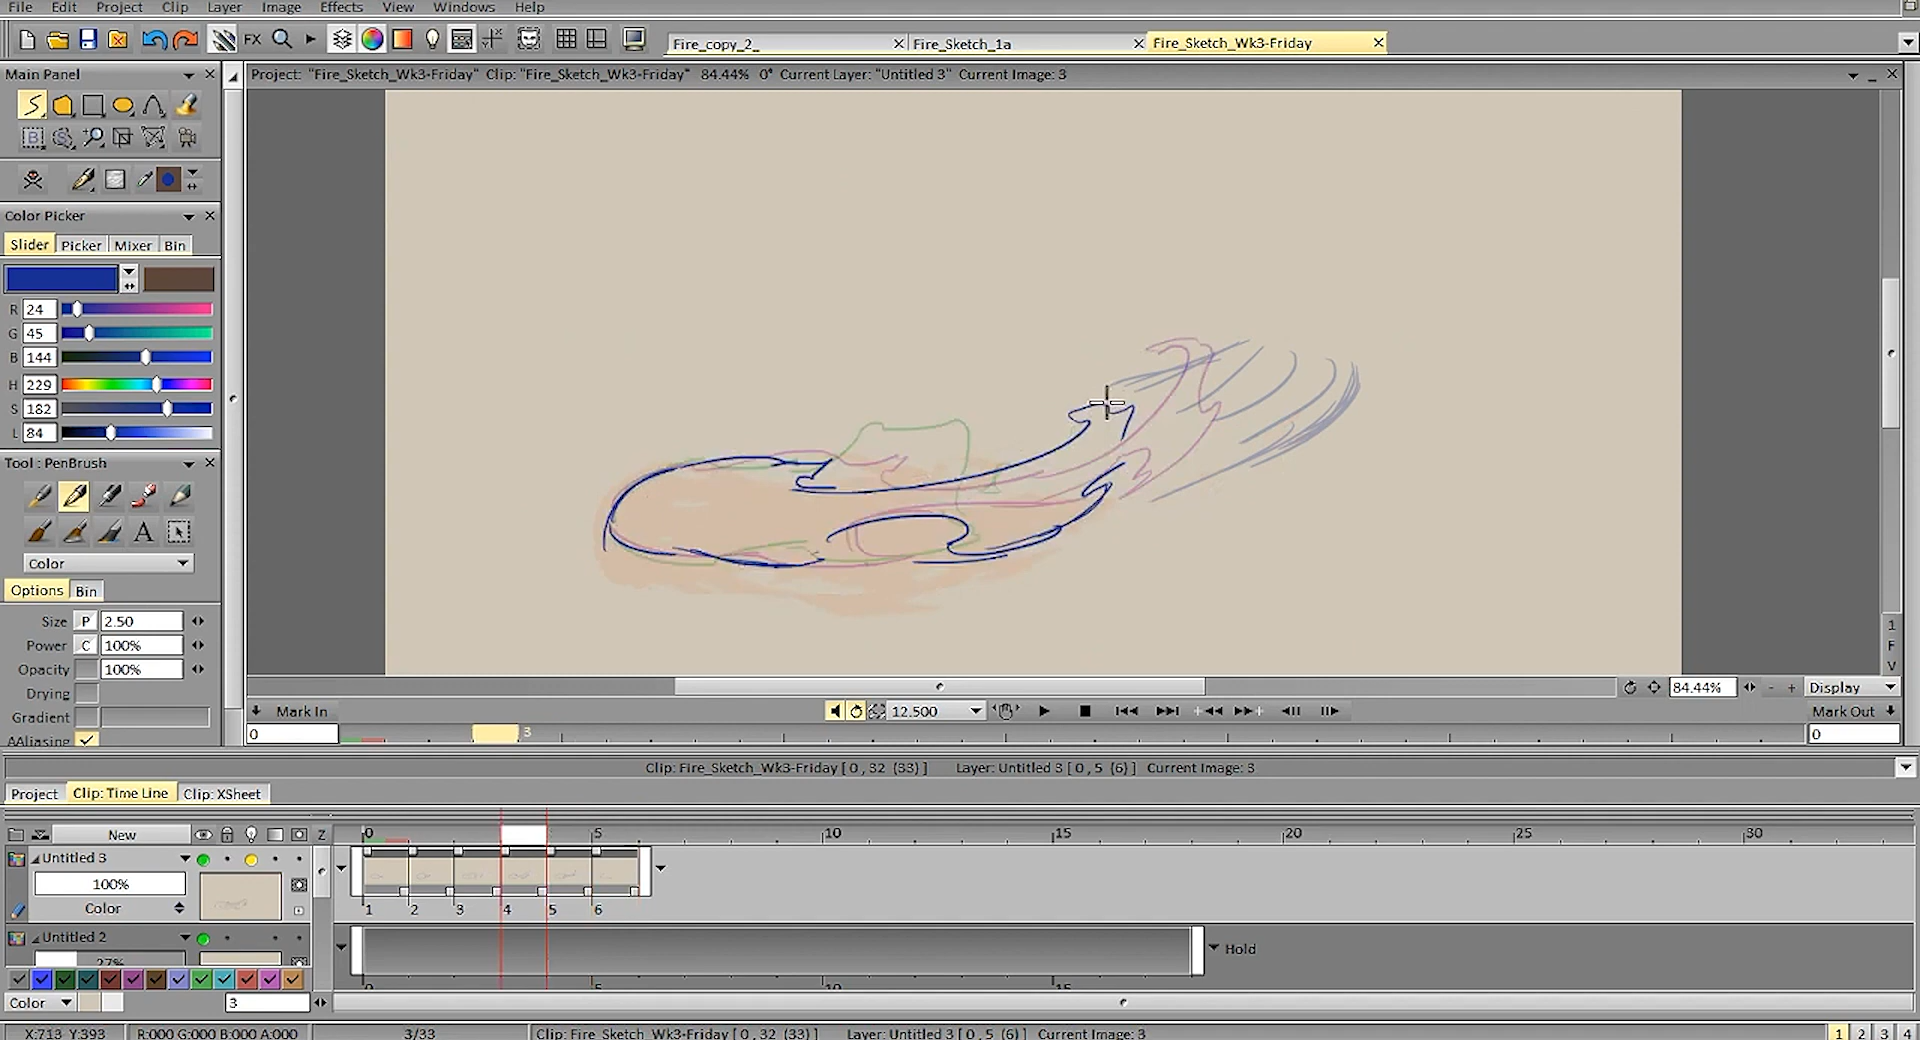 File Edit Project Clip Layer Image Effects View Windows Help
FX
Fire_copy_2_
Fire_Sketch_1a
Fire_Sketch_Wk3-Friday
Main Panel
Project: "Fire_Sketch_Wk3-Friday" Clip: "Fire_Sketch_Wk3-Friday" 84.44% 0° Current Layer: "Untitled 3" Current Image: 3
Color Picker
Slider Picker Mixer Bin
R 24
G 45
B 144
H 229
S 182
L 84
Tool : PenBrush
A
Color
Options Bin
Size P 2.50
Power C 100%
Opacity 100%
Drying
Gradient
AAliasing
1
F
V
84.44% - + Display
Mark In
12.500
Mark Out
0
3
0
Clip: Fire_Sketch_Wk3-Friday [ 0 , 32 (33) ] Layer: Untitled 3 [ 0 , 5 (6) ] Current Image: 3
Project Clip: Time Line Clip: XSheet
New
Z
0 5 10 15 20 25 30
Untitled 3
100%
Color
1 2 3 4 5 6
Untitled 2
27%
Hold
0 5 10 15
Color
3
X:713 Y:393 R:000 G:000 B:000 A:000 3/33 Clip: Fire_Sketch_Wk3-Friday [ 0 , 32 (33) ] Layer: Untitled 3 [ 0 , 5 (6) ] Current Image: 3
1 2 3 4